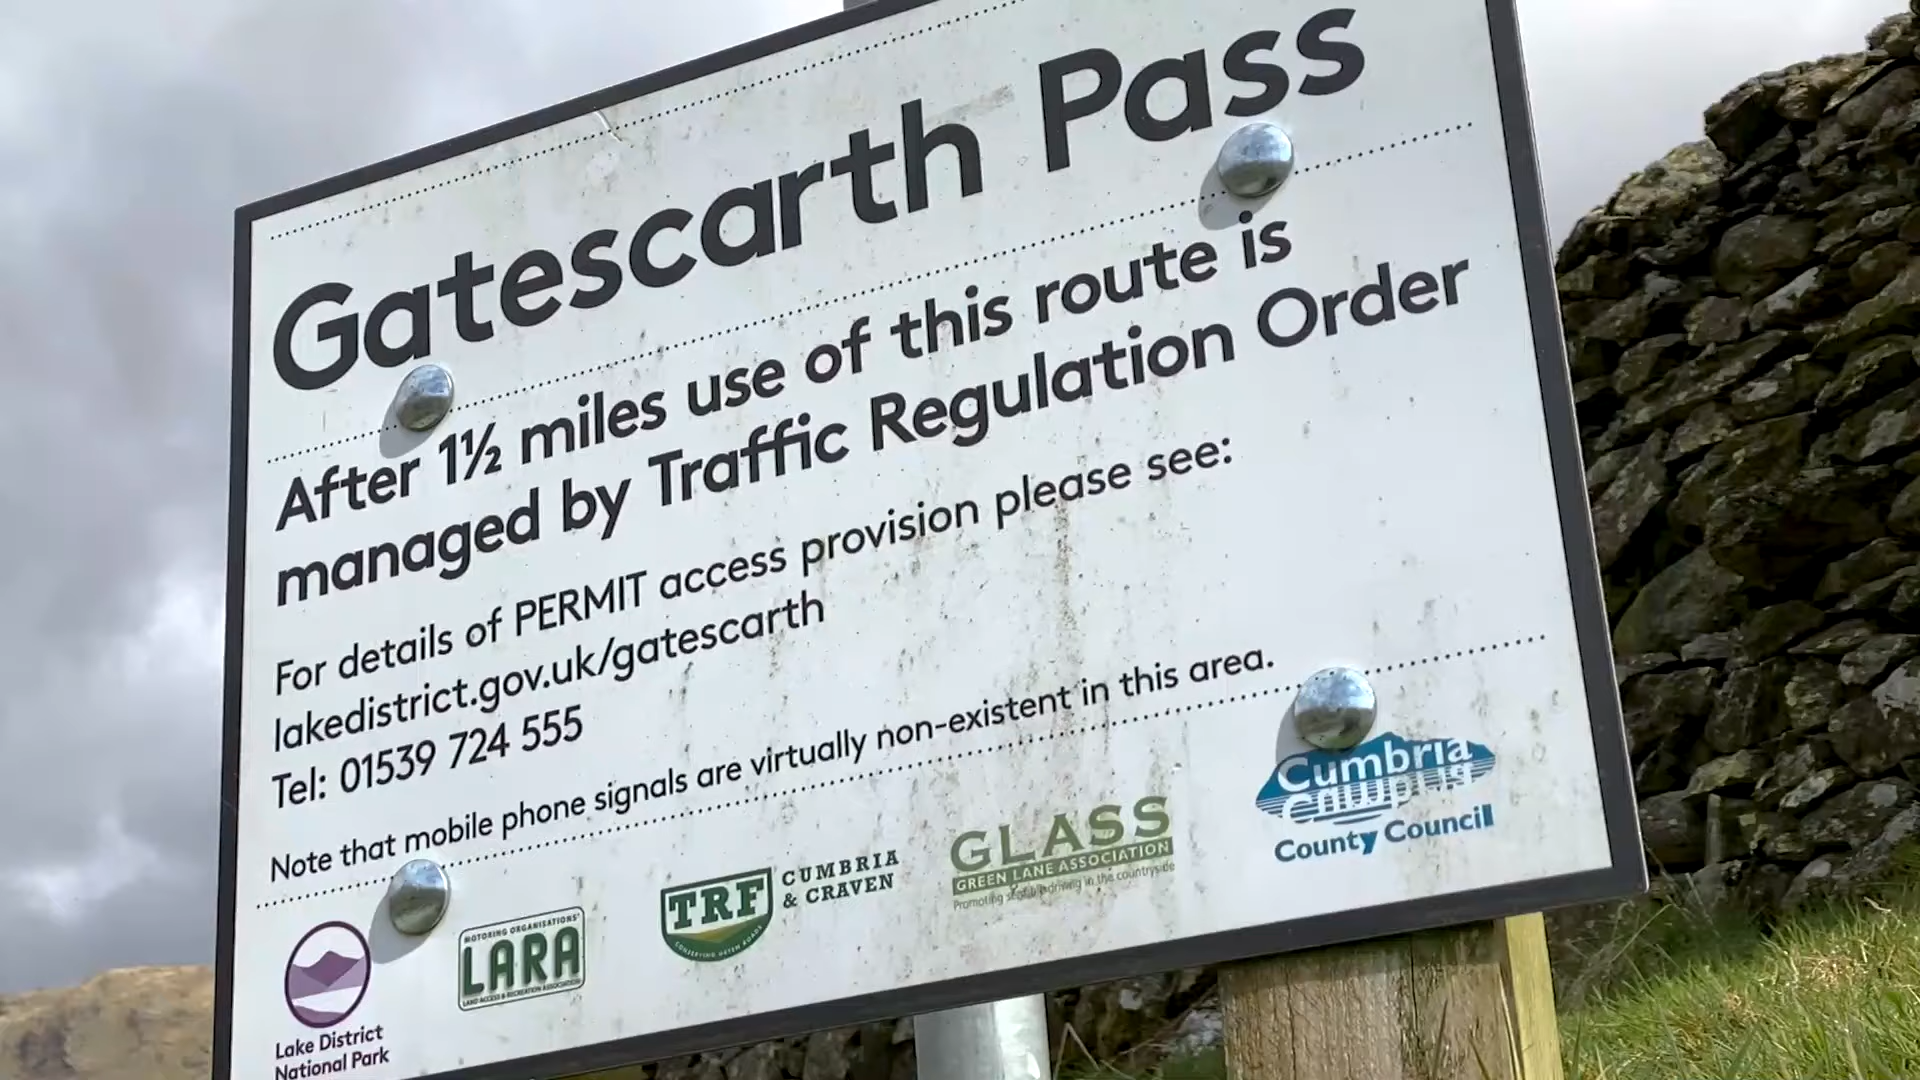 Gatescarth Pass
After 1½ miles use of this route is
managed by Traffic Regulation Order
For details of PERMIT access provision please see:
lakedistrict.gov.uk/gatescarth
Tel: 01539 724 555
Note that mobile phone signals are virtually non-existent in this area.
Lake District
National Park
MOTORING ORGANISATIONS'
LARA
LAND ACCESS & RECREATION ASSOCIATION
TRF
CONSERVING GREEN ROADS
CUMBRIA
& CRAVEN
GLASS
GREEN LANE ASSOCIATION
Promoting driving in the countryside
Cumbria
County Council